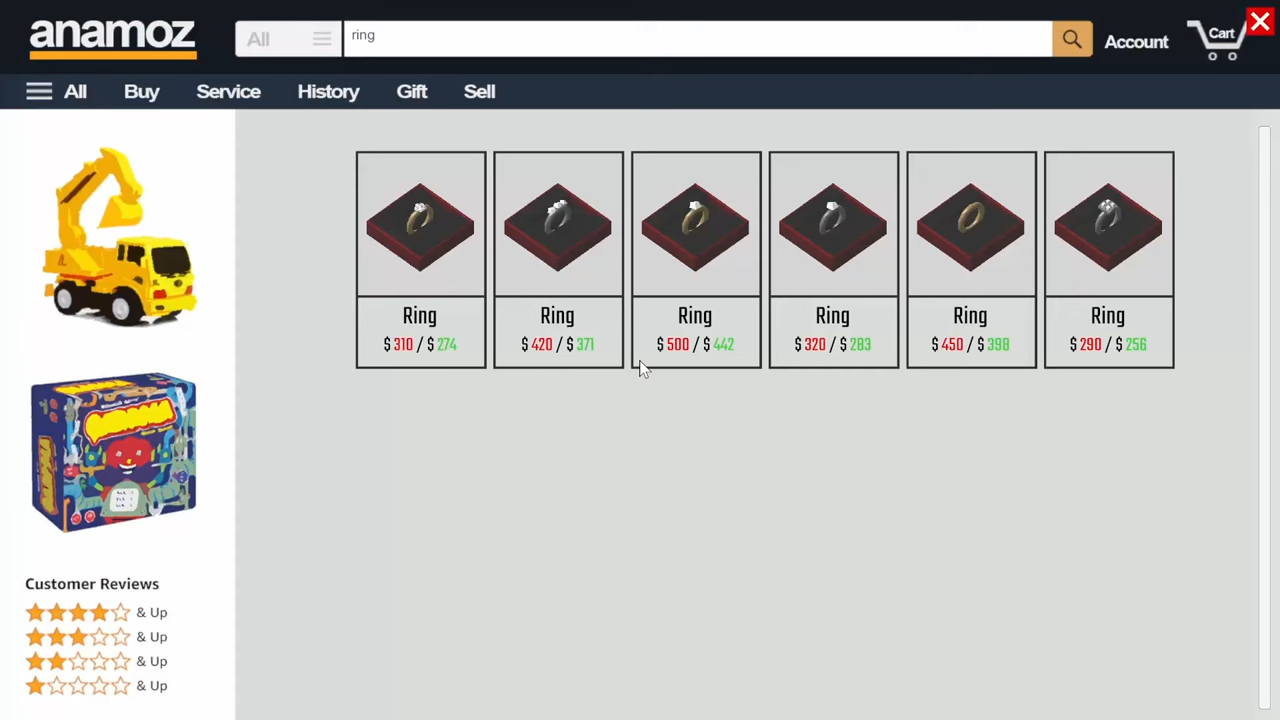 anamoz
All
ring
Account
Cart
All
Buy
Service
History
Gift
Sell
Ring
$ 310 / $ 274
Ring
$ 420 / $ 371
Ring
$ 500 / $ 442
Ring
$ 320 / $ 283
Ring
$ 450 / $ 398
Ring
$ 290 / $ 256
Customer Reviews
& Up
& Up
& Up
& Up